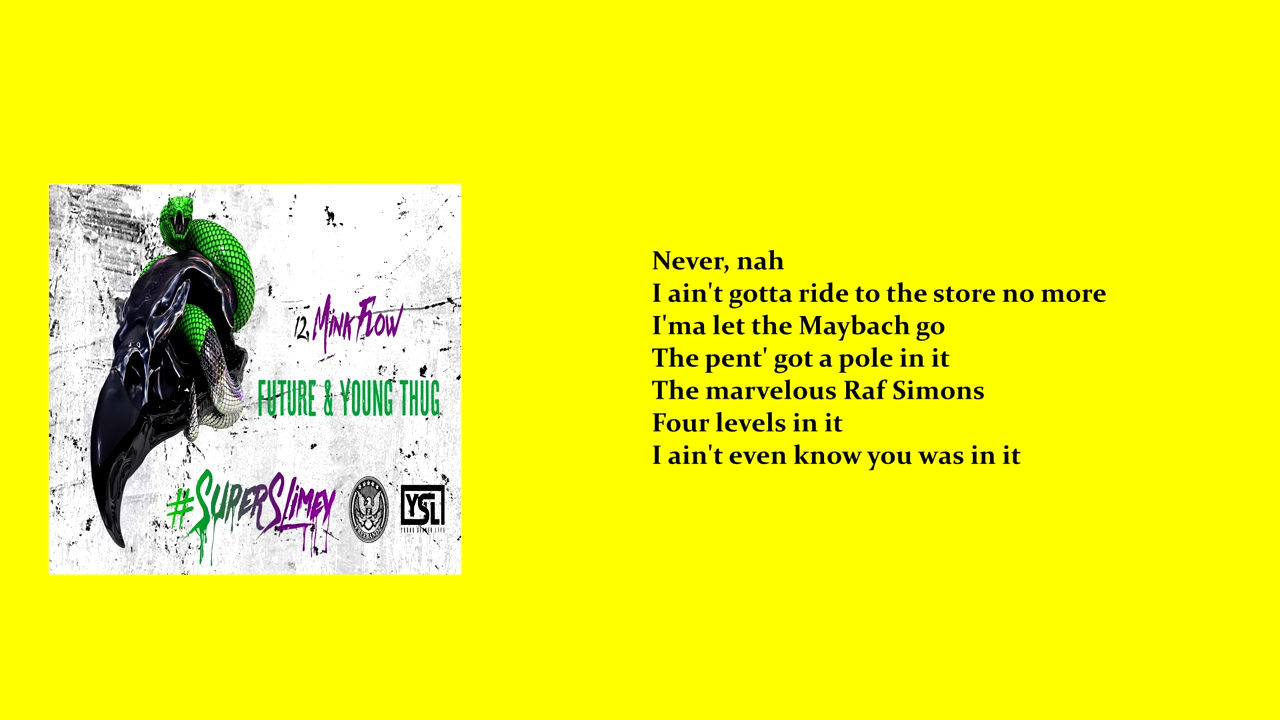 12. Mink Flow
FUTURE & YOUNG THUG
#SUPERSLIMEY
YSL
Never, nah
I ain't gotta ride to the store no more
I'ma let the Maybach go
The pent' got a pole in it
The marvelous Raf Simons
Four levels in it
I ain't even know you was in it